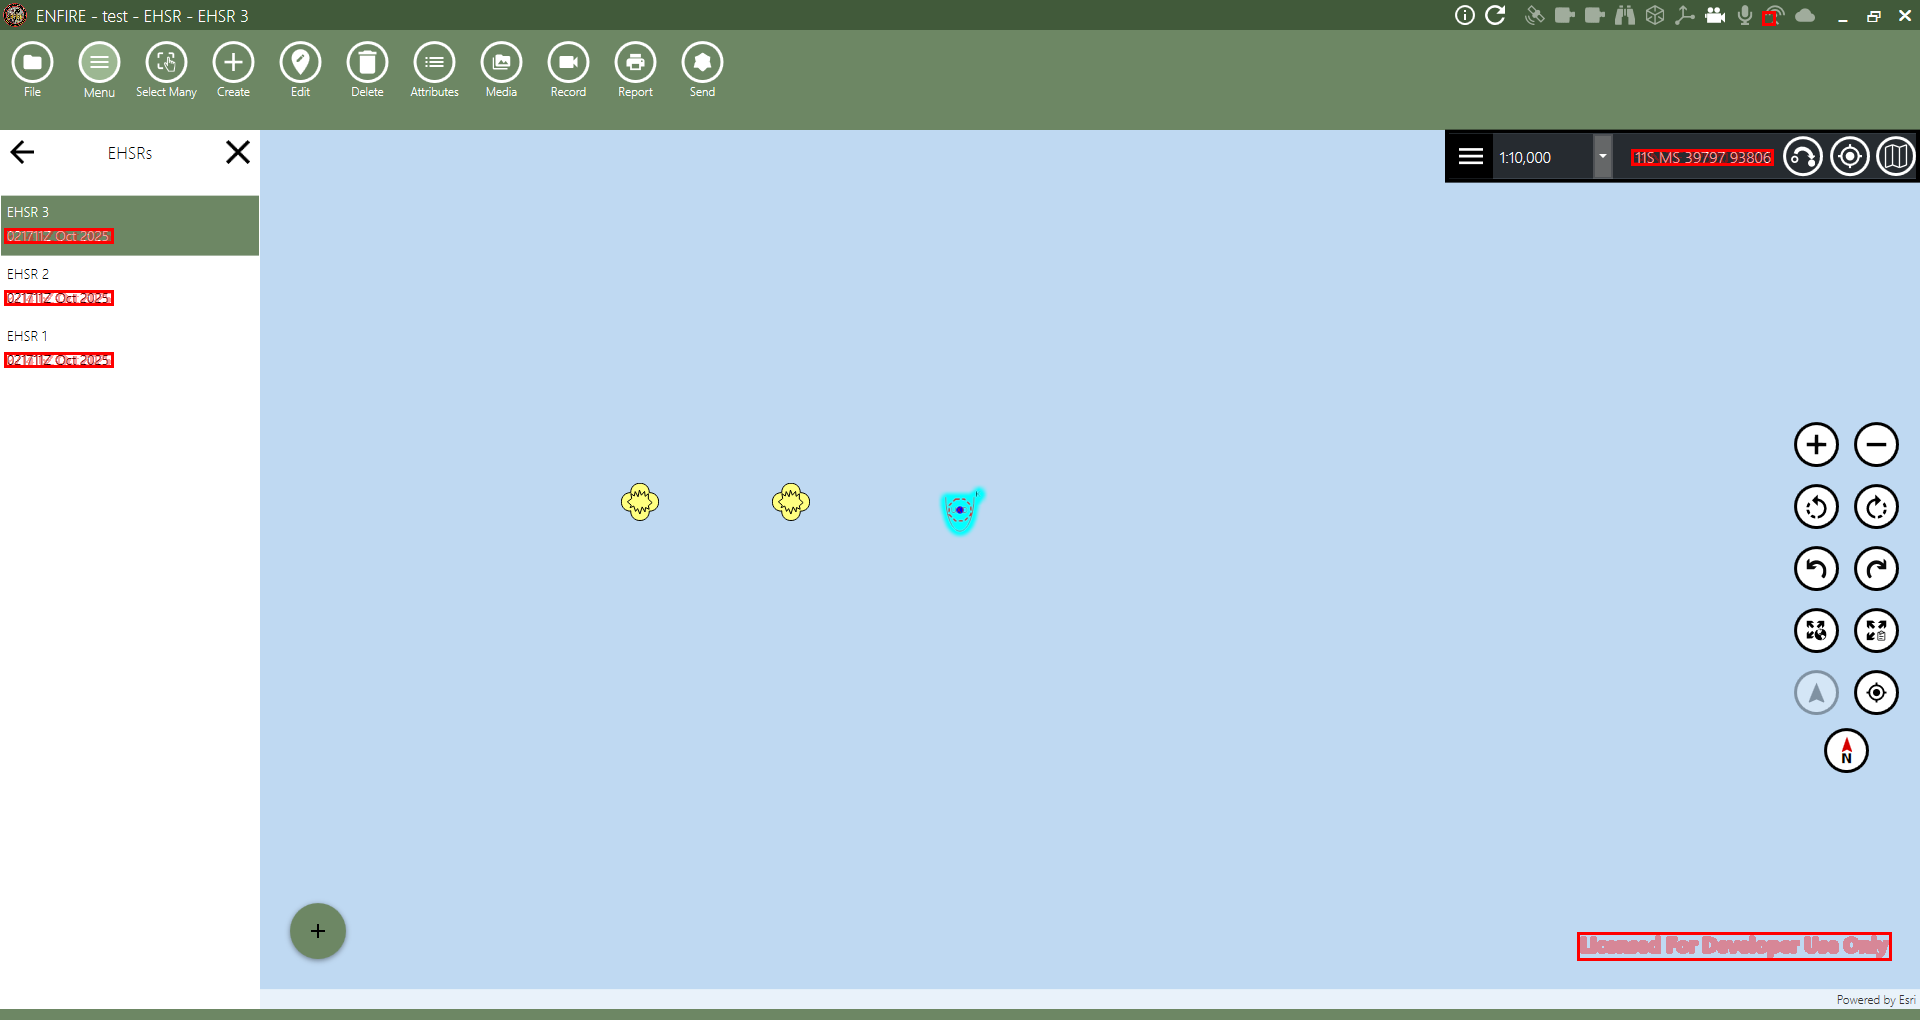 ENFIRE - test - EHSR - EHSR 3
File
Menu
Select Many
Create
Edit
Delete
Attributes
Media
Record
Report
Send
EHSRs
1:10,000
11S MS 39797 93806
EHSR 3
021711Z Oct 2025
EHSR 2
021711Z Oct 2025
EHSR 1
021711Z Oct 2025
N
Licensed For Developer Use Only
Powered by Esri